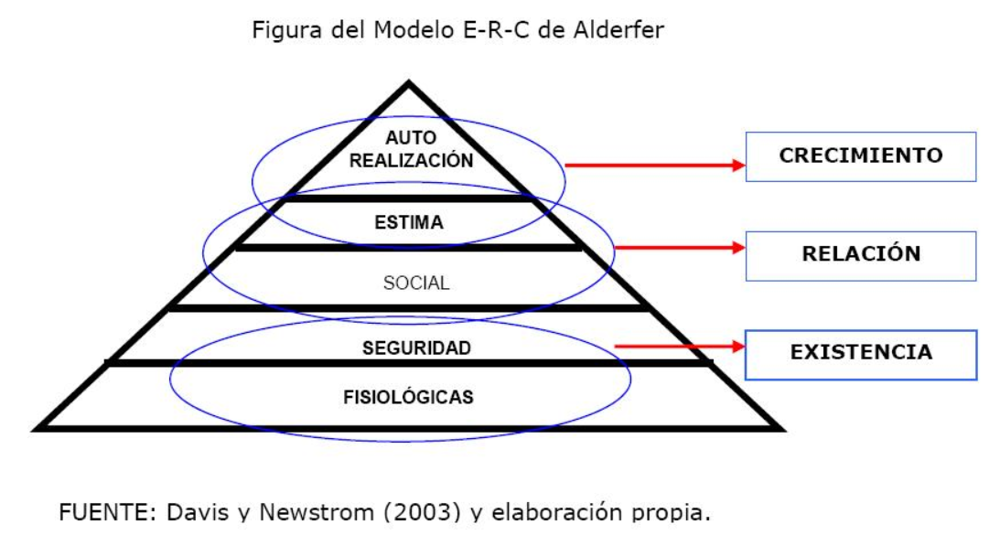 Figura del Modelo E-R-C de Alderfer
AUTO
REALIZACIÓN
CRECIMIENTO
ESTIMA
RELACIÓN
SOCIAL
SEGURIDAD
EXISTENCIA
FISIOLÓGICAS
FUENTE: Davis y Newstrom (2003) y elaboración propia.